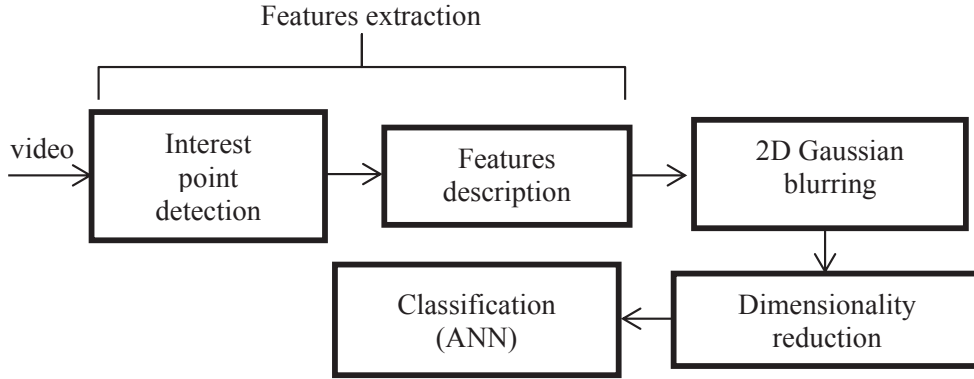 Features extraction
video
Interest
point
detection
Features
description
2D Gaussian
blurring
Classification
(ANN)
Dimensionality
reduction